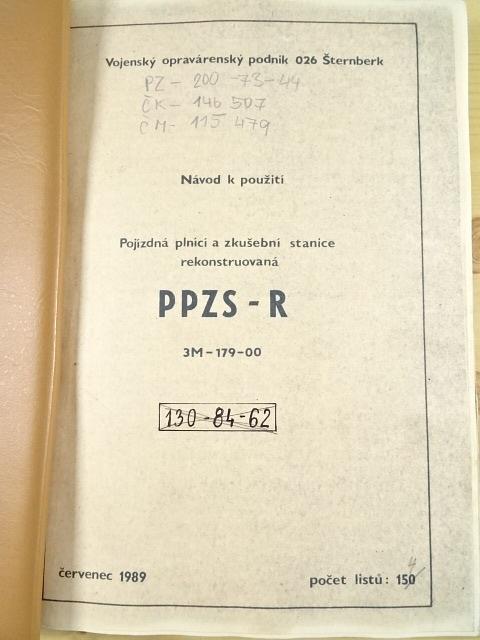 Vojenský opravárenský podnik 026 Šternberk
PZ - 200 -73-44
ČK - 146 507
ČM - 115 479
Návod k použití
Pojízdná plnicí a zkušební stanice
rekonstruovaná
PPZS - R
3M-179-00
130-84-62
červenec 1989
počet listů: 150
4